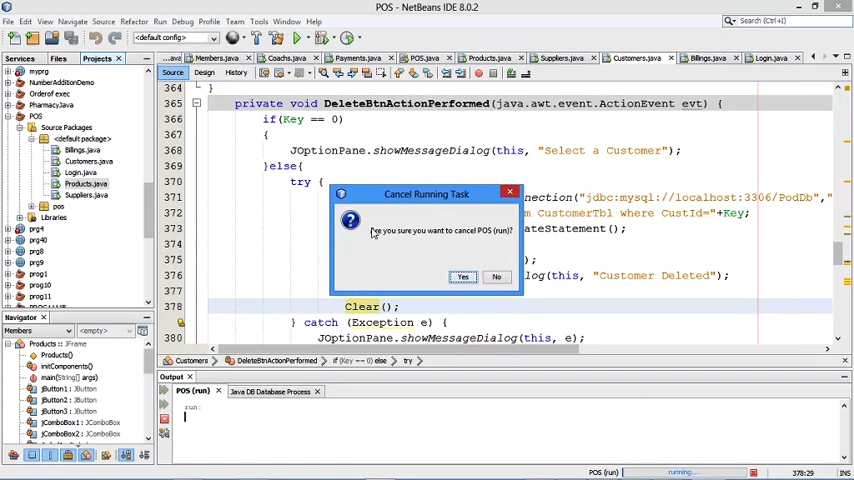 POS - NetBeans IDE 8.0.2
File Edit View Navigate Source Refactor Run Debug Profile Team Tools Window Help
Search (Ctrl+I)
<default config>
Services Files Projects
...ava Members.java Coachs.java Payments.java POS.java Products.java Suppliers.java Customers.java Billings.java Login.java
Source Design History
myprg
NumberAdditionDemo
Orderof exec
PharmacyJava
POS
Source Packages
<default package>
Billings.java
Customers.java
Login.java
Products.java
Suppliers.java
pos
Libraries
prg4
prg40
prg9
prog1
prog10
prog11
364 }
365 private void DeleteBtnActionPerformed(java.awt.event.ActionEvent evt) {
366 if(Key == 0)
367 {
368 JOptionPane.showMessageDialog(this, "Select a Customer");
369 }else{
370 try {
371 nection("jdbc:mysql://localhost:3306/PodDb","
372 m CustomerTbl where CustId="+Key;
373 ateStatement();
374
375 );
376 log(this, "Customer Deleted");
378 Clear();
} catch (Exception e) {
380 JOptionPane.showMessageDialog(this, e);
Cancel Running Task
Are you sure you want to cancel POS (run)?
Yes No
Navigator
Members <empty>
Products :: JFrame
Products()
initComponents()
main(String[] args)
jButton1 : JButton
jButton2 : JButton
jButton3 : JButton
jComboBox1 : JComboBox
jComboBox2 : JComboBox
Customers DeleteBtnActionPerformed if (Key == 0) else try
Output
POS (run) Java DB Database Process
run:
POS (run) running... 378:29 INS